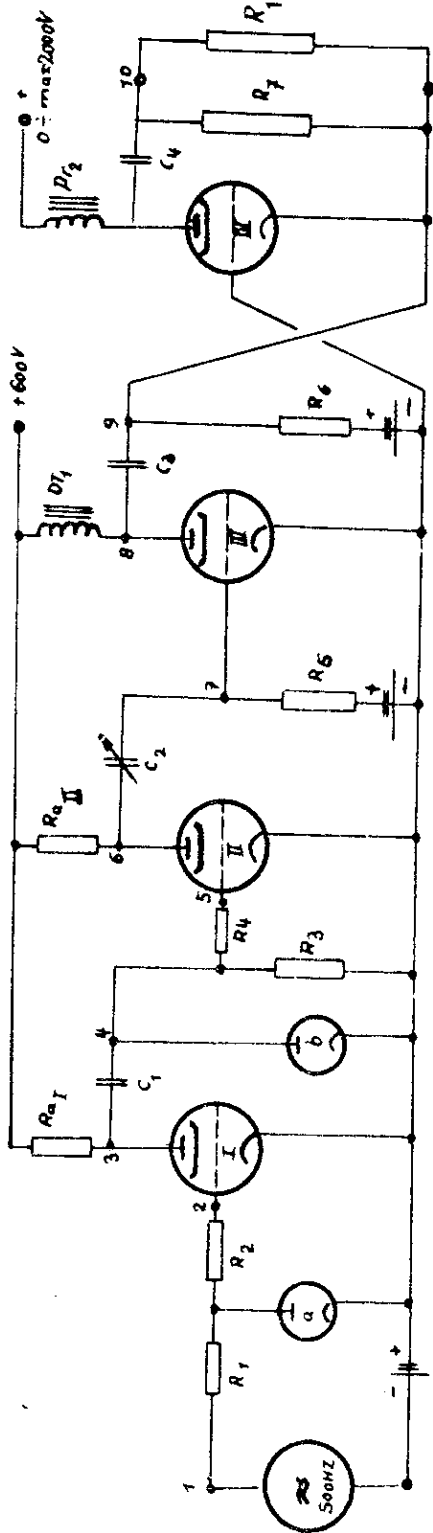 +
0 ÷ max 2000V
+600V
Dr₂
DT₁
Ra II
Ra I
10
9
8
C₄
C₃
C₂
6
4
C₁
3
R₇
R₁
7
IV
III
II
I
5
R4
2
R₂
R₁
1
R₆
R₅
R₃
b
a
+
-
+
-
- +
500HZ